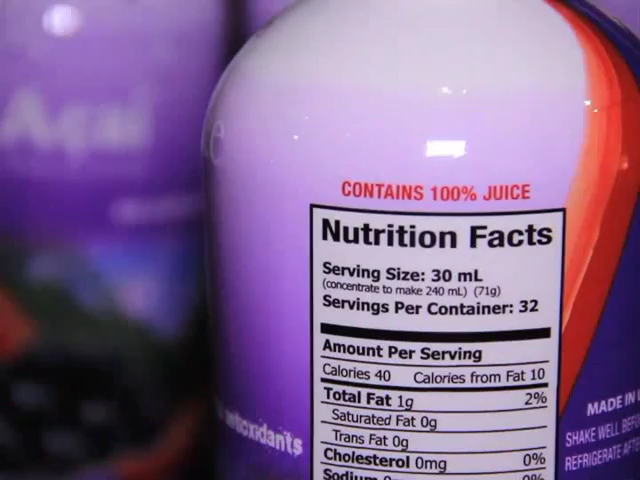 Açaí
CONTAINS 100% JUICE
Nutrition Facts
Serving Size: 30 mL
(concentrate to make 240 mL) (71g)
Servings Per Container: 32
Amount Per Serving
Calories 40 Calories from Fat 10
Total Fat 1g 2%
Saturated Fat 0g
Trans Fat 0g
Cholesterol 0mg 0%
Sodium
antioxidants
MADE IN
SHAKE WELL
REFRIGERATE